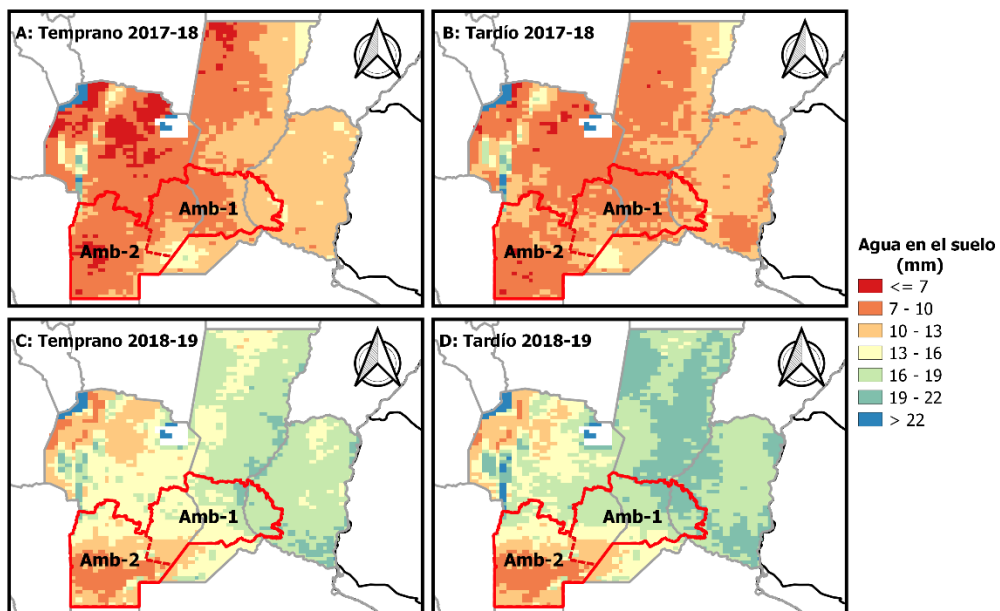 A: Temprano 2017-18
Amb-1
Amb-2
B: Tardío 2017-18
Amb-1
Amb-2
C: Temprano 2018-19
Amb-1
Amb-2
D: Tardío 2018-19
Amb-1
Amb-2
Agua en el suelo
(mm)
<= 7
7 - 10
10 - 13
13 - 16
16 - 19
19 - 22
> 22